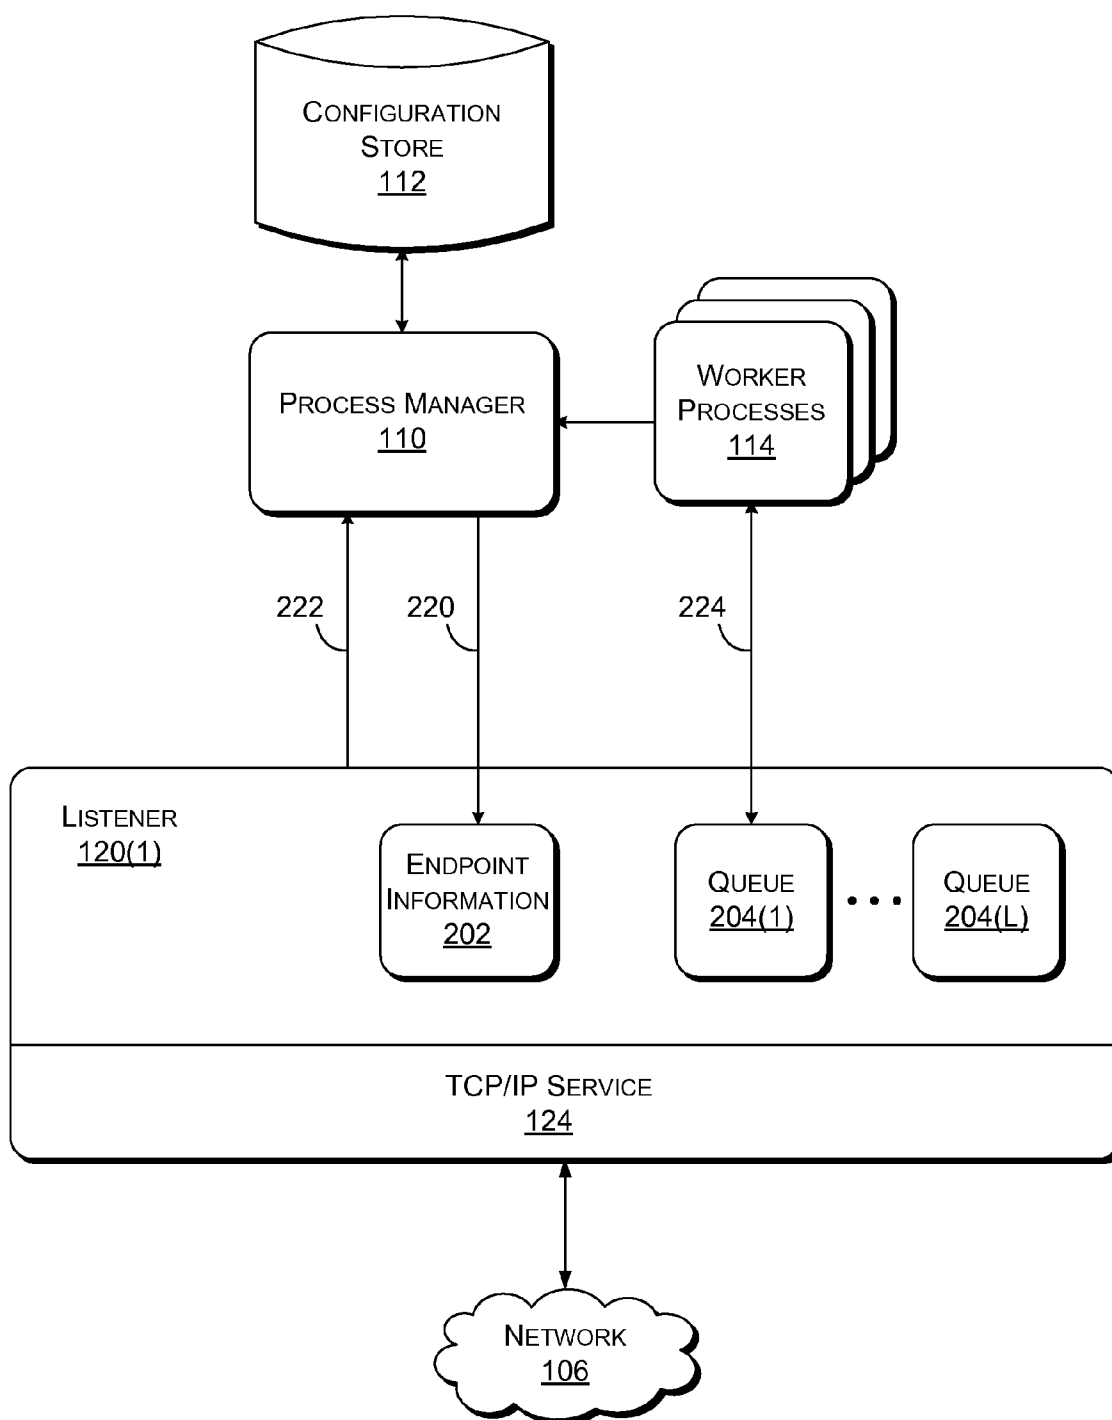 CONFIGURATION
STORE
112
PROCESS MANAGER
110
WORKER
PROCESSES
114
222
220
224
LISTENER
120(1)
ENDPOINT
INFORMATION
202
QUEUE
204(1)
• • •
QUEUE
204(L)
TCP/IP SERVICE
124
NETWORK
106